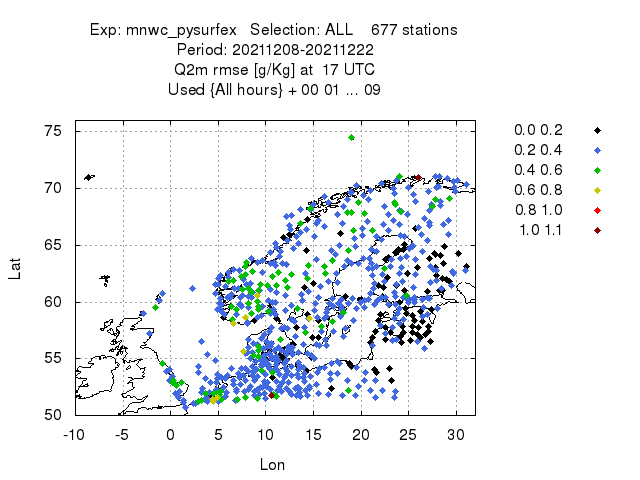 Exp: mnwc_pysurfex   Selection: ALL    677 stations
Period: 20211208-20211222
Q2m rmse [g/Kg] at  17 UTC
Used {All hours} + 00 01 ... 09
0.0 0.2
0.2 0.4
0.4 0.6
0.6 0.8
0.8 1.0
1.0 1.1
75
70
65
60
55
50
Lat
-10 -5 0 5 10 15 20 25 30
Lon